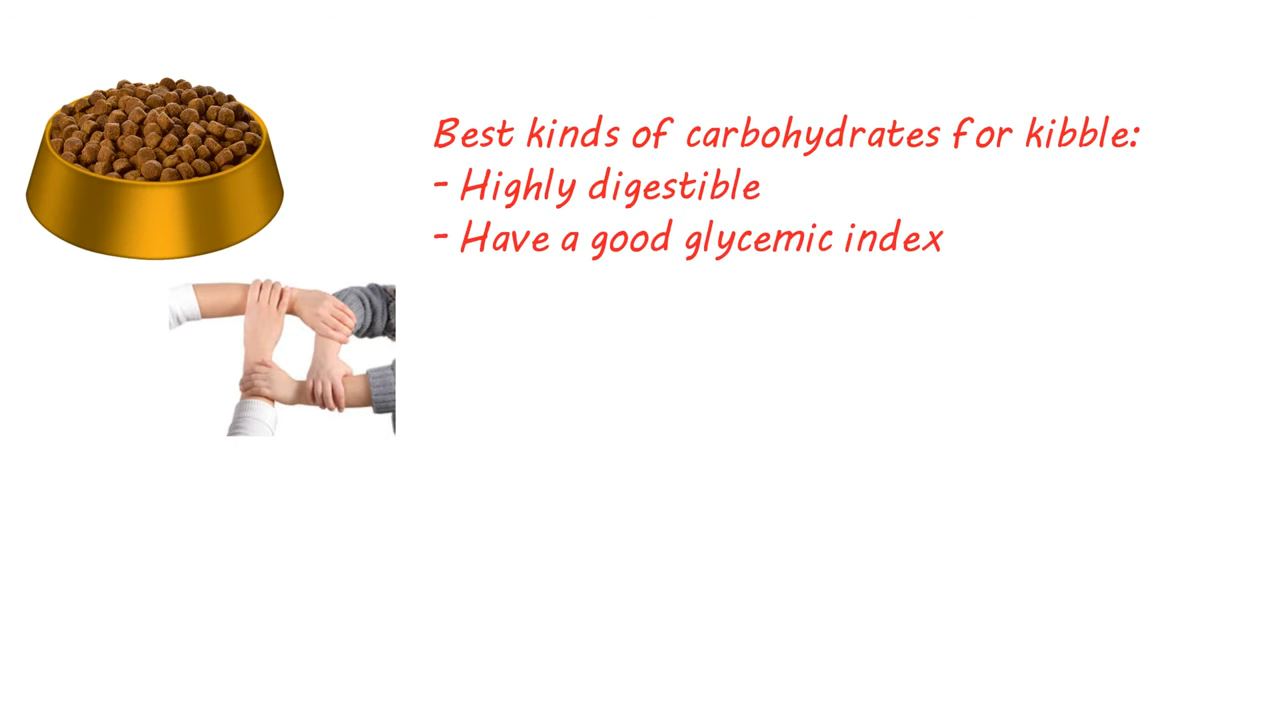 Best kinds of carbohydrates for kibble:
- Highly digestible
- Have a good glycemic index